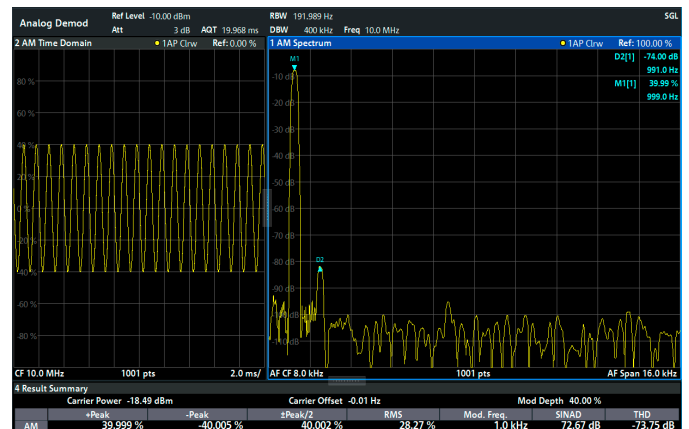 Analog Demod
Ref Level -10.00 dBm RBW 191.989 Hz SGL
Att 3 dB AQT 19.968 ms DBW 400 kHz Freq 10.0 MHz
2 AM Time Domain 1AP Clrw Ref: 0.00 %
80 %
60 %
40 %
20 %
0 %
-20 %
-40 %
-60 %
-80 %
CF 10.0 MHz 1001 pts 2.0 ms/
1 AM Spectrum 1AP Clrw Ref: 100.00 %
M1
D2[1] -74.00 dB
991.0 Hz
M1[1] 39.99 %
999.0 Hz
-10 dB
-20 dB
-30 dB
-40 dB
-50 dB
-60 dB
-70 dB
D2
-80 dB
-90 dB
-110 dB
AF CF 8.0 kHz 1001 pts AF Span 16.0 kHz
4 Result Summary
Carrier Power -18.49 dBm Carrier Offset -0.01 Hz Mod Depth 40.00 %
+Peak -Peak ±Peak/2 RMS Mod. Freq. SINAD THD
AM 39.999 % -40.005 % 40.002 % 28.27 % 1.0 kHz 72.67 dB -73.75 dB